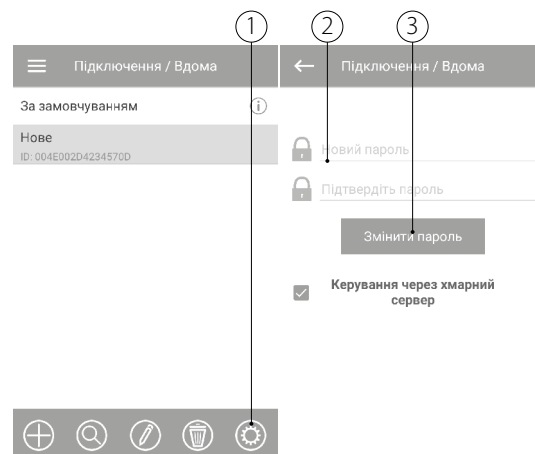 1
2
3
Підключення / Вдома
За замовчуванням
i
Нове
ID: 004E002D4234570D
Підключення / Вдома
Новий пароль
Підтвердіть пароль
Змінити пароль
Керування через хмарний
сервер